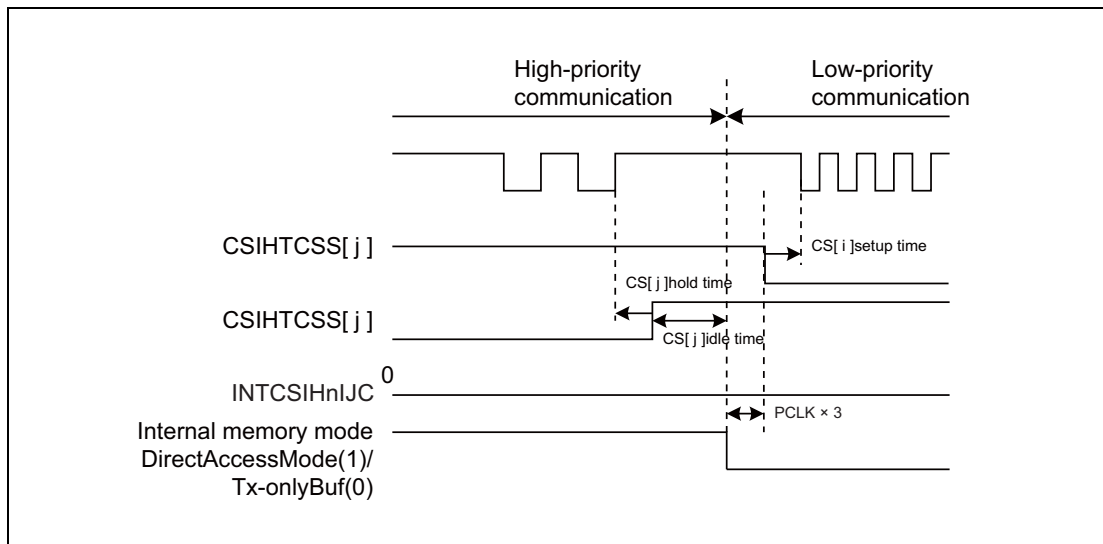 High-priority
communication
Low-priority
communication
CSIHTCSS[ j ]
CS[ i ]setup time
CS[ j ]hold time
CSIHTCSS[ j ]
CS[ j ]idle time
0
INTCSIHnIJC
PCLK × 3
Internal memory mode
DirectAccessMode(1)/
Tx-onlyBuf(0)